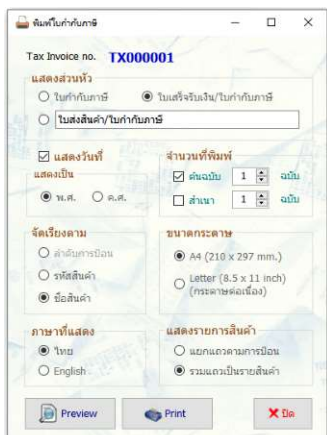 พิมพ์ใบกำกับภาษี
Tax Invoice no. TX000001
แสดงส่วนหัว
ใบกำกับภาษี ใบเสร็จรับเงิน/ใบกำกับภาษี
ใบส่งสินค้า/ใบกำกับภาษี
แสดงวันที่
แสดงเป็น
พ.ศ. ค.ศ.
จำนวนที่พิมพ์
ต้นฉบับ 1 ฉบับ
สำเนา 1 ฉบับ
จัดเรียงตาม
ลำดับการป้อน
รหัสสินค้า
ชื่อสินค้า
ขนาดกระดาษ
A4 (210 x 297 mm.)
Letter (8.5 x 11 inch)
(กระดาษต่อเนื่อง)
ภาษาที่แสดง
ไทย
English
แสดงรายการสินค้า
แยกแถวตามการป้อน
รวมแถวเป็นรายสินค้า
Preview Print ปิด